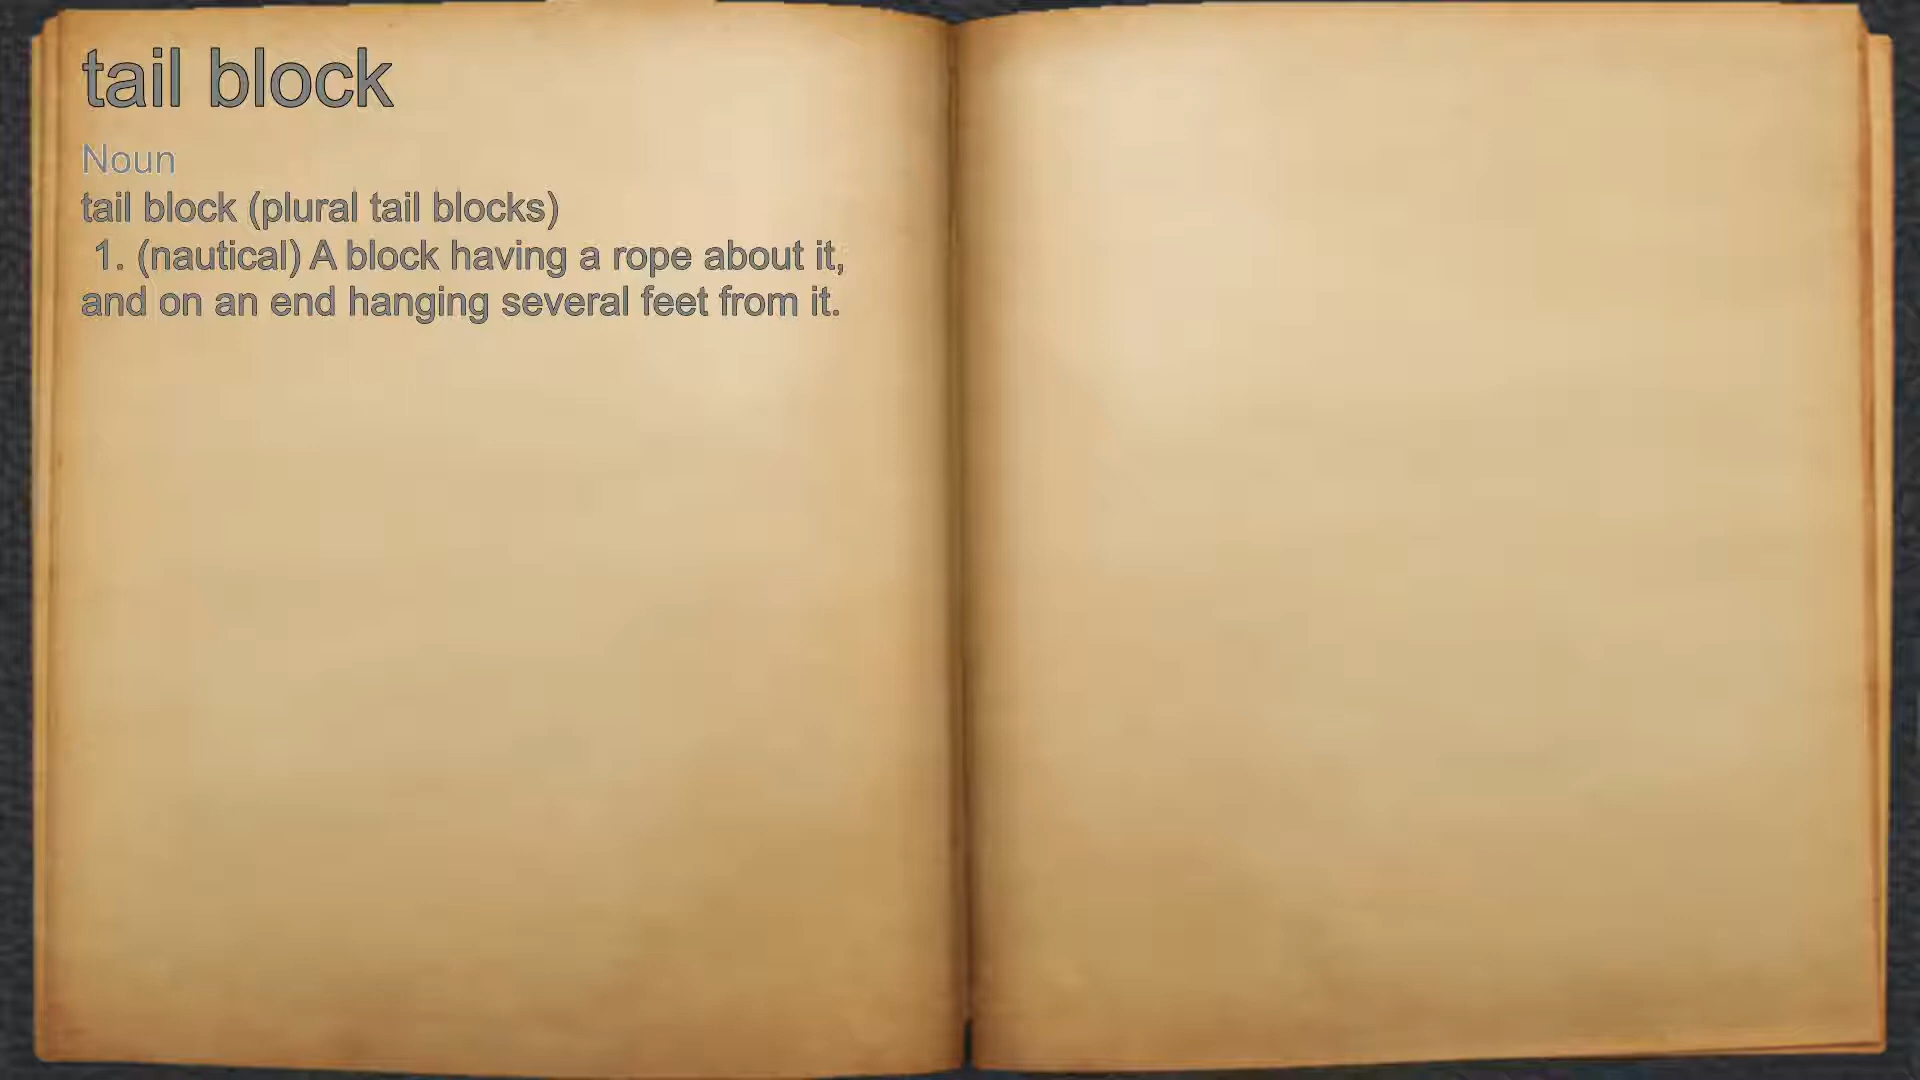 tail block
Noun
tail block (plural tail blocks)
1. (nautical) A block having a rope about it,
and on an end hanging several feet from it.